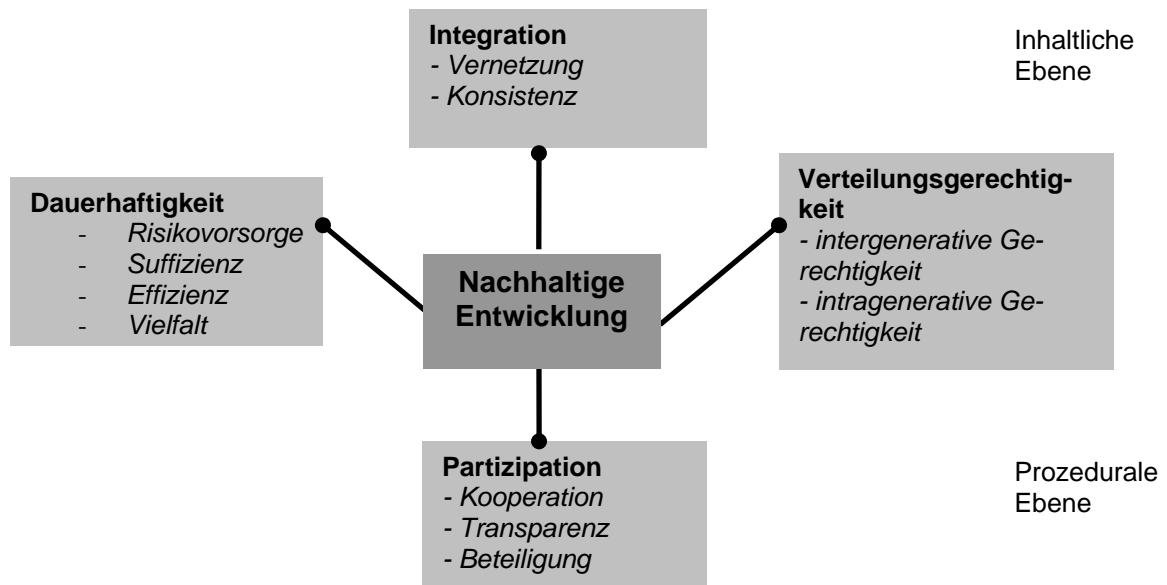 Integration
- Vernetzung
- Konsistenz
Inhaltliche
Ebene
Dauerhaftigkeit
- Risikovorsorge
- Suffizienz
- Effizienz
- Vielfalt
Verteilungsgerechtig-
keit
- intergenerative Ge-
rechtigkeit
- intragenerative Ge-
rechtigkeit
Nachhaltige
Entwicklung
Partizipation
- Kooperation
- Transparenz
- Beteiligung
Prozedurale
Ebene